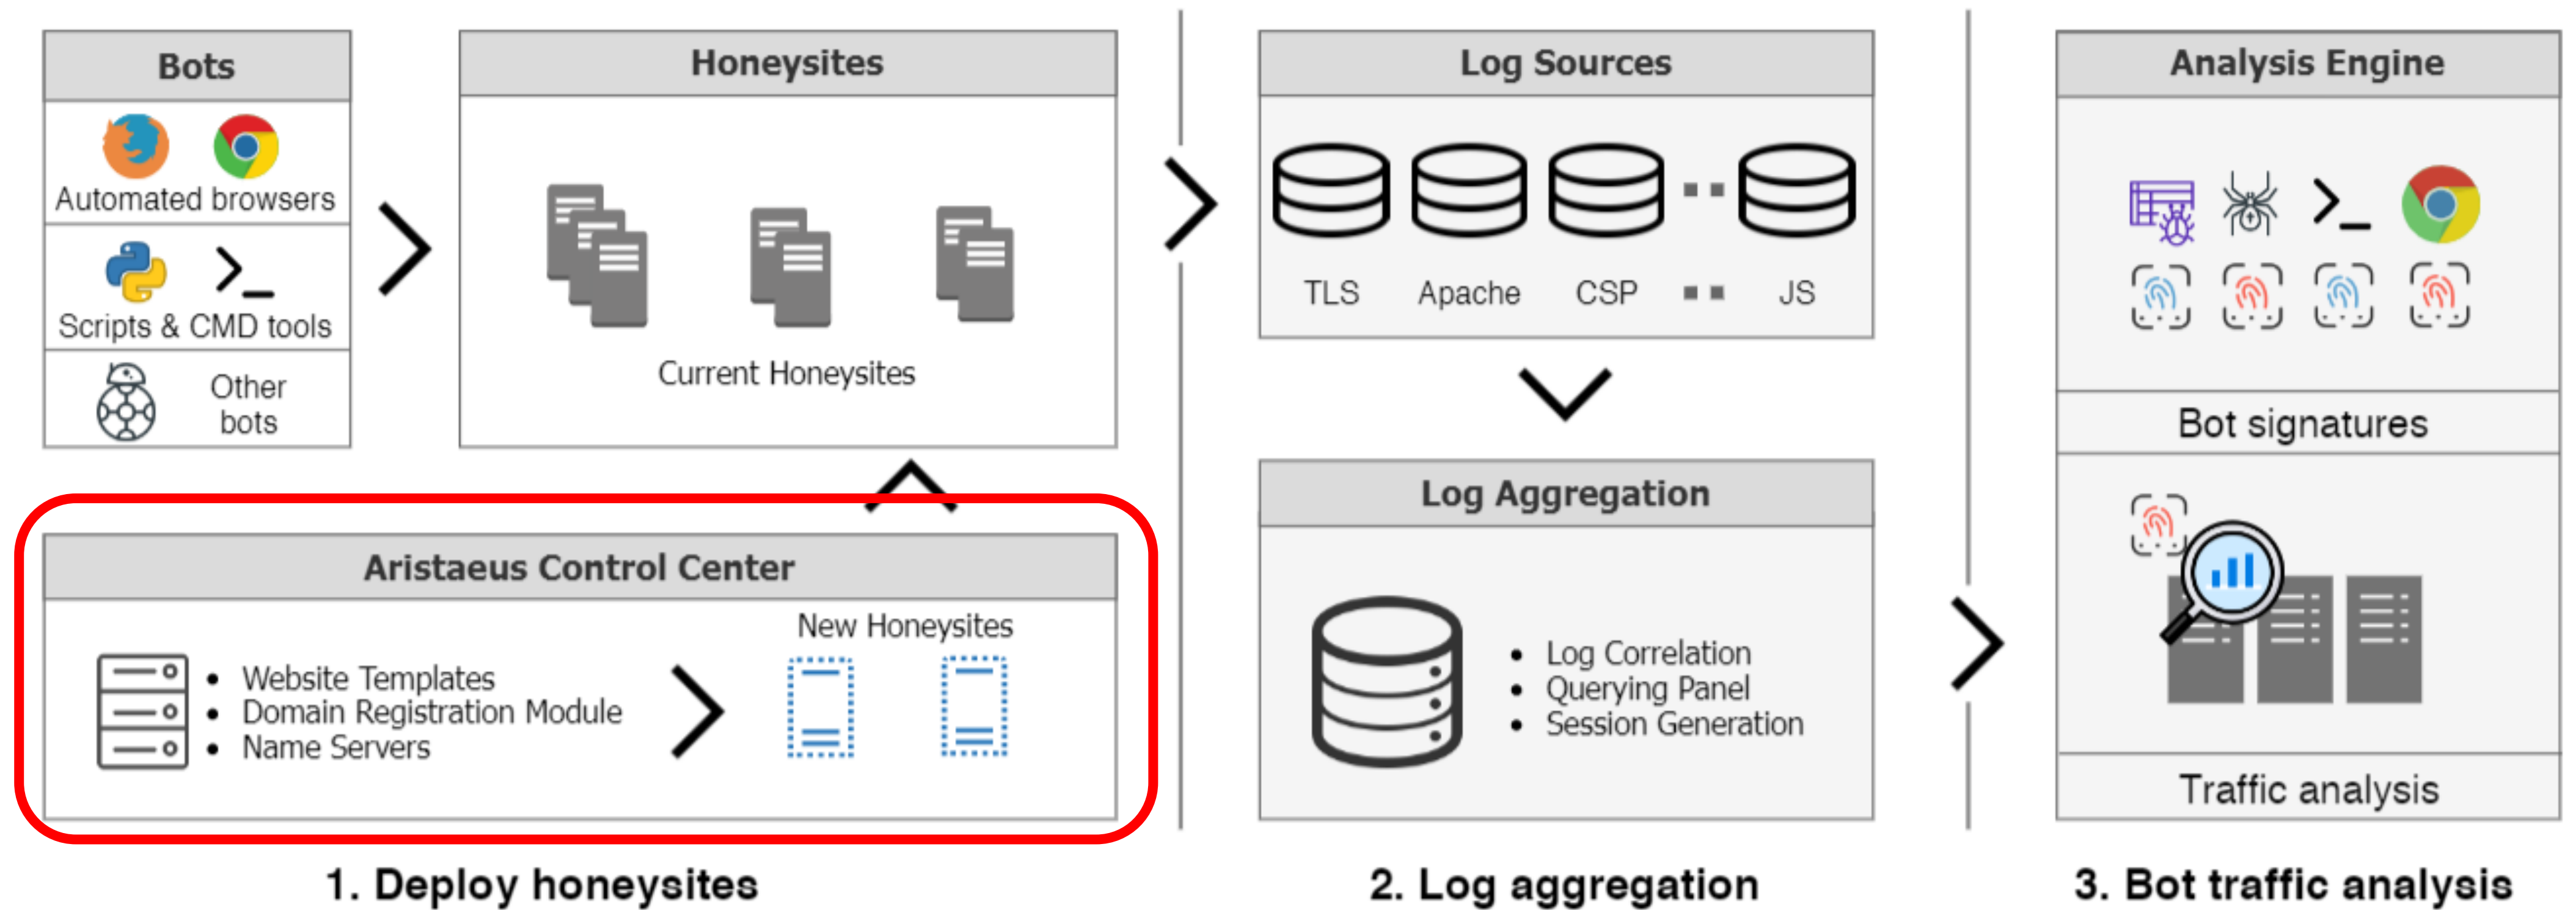 Bots
Automated browsers
Scripts & CMD tools
Other
bots
Honeysites
Current Honeysites
Aristaeus Control Center
• Website Templates
• Domain Registration Module
• Name Servers
New Honeysites
1. Deploy honeysites
Log Sources
TLS Apache CSP JS
Log Aggregation
• Log Correlation
• Querying Panel
• Session Generation
2. Log aggregation
Analysis Engine
Bot signatures
Traffic analysis
3. Bot traffic analysis